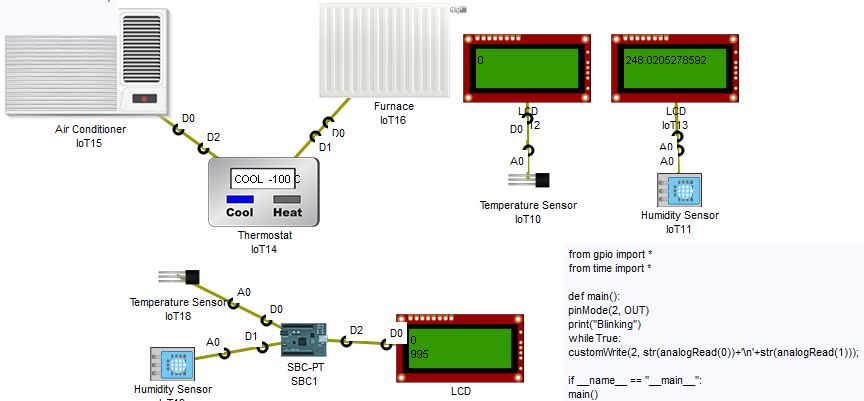 D0
D2
Air Conditioner
IoT15
D0
D1
Furnace
IoT16
COOL -100 C
Cool Heat
Thermostat
IoT14
0
LCD
12
D0
A0
Temperature Sensor
IoT10
248.0205278592
LCD
IoT13
A0
A0
Humidity Sensor
IoT11
Temperature Sensor
IoT18
A0
D0
A0
D1
Humidity Sensor
SBC-PT
SBC1
D2
D0
0
995
LCD
from gpio import *
from time import *
def main():
pinMode(2, OUT)
print("Blinking")
while True:
customWrite(2, str(analogRead(0))+'\n'+str(analogRead(1)));
if __name__ == "__main__":
main()